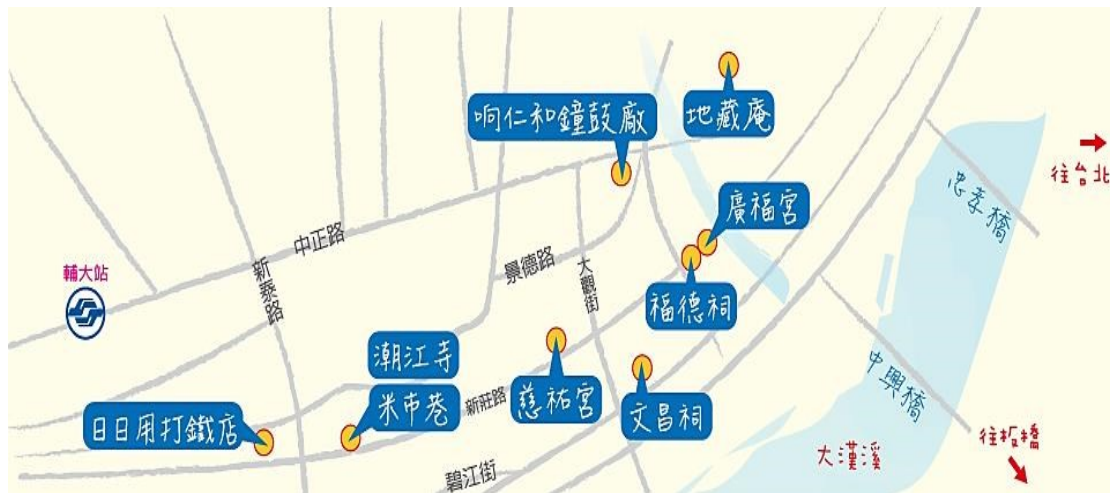 响仁和鐘鼓廠
地藏庵
往台北
忠孝橋
廣福宮
中正路
景德路
大觀街
新泰路
輔大站
福德祠
潮江寺
米市巷
新莊路
慈祐宮
文昌祠
中興橋
日日用打鐵店
碧江街
大漢溪
往板橋